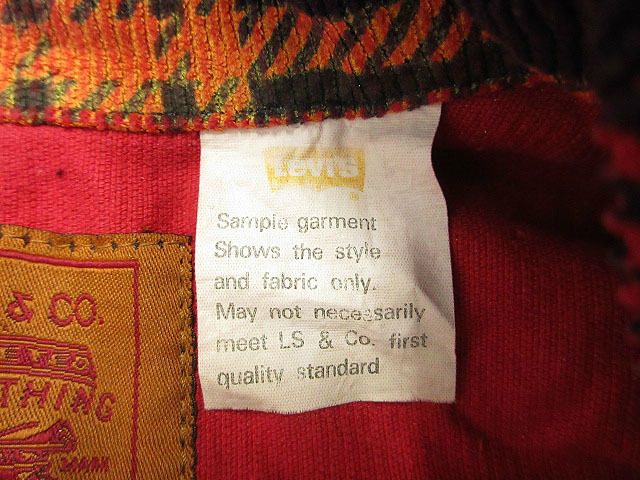 Levi's
Sample garment
Shows the style
and fabric only.
May not necessarily
meet LS & Co. first
quality standard
& CO.
THING